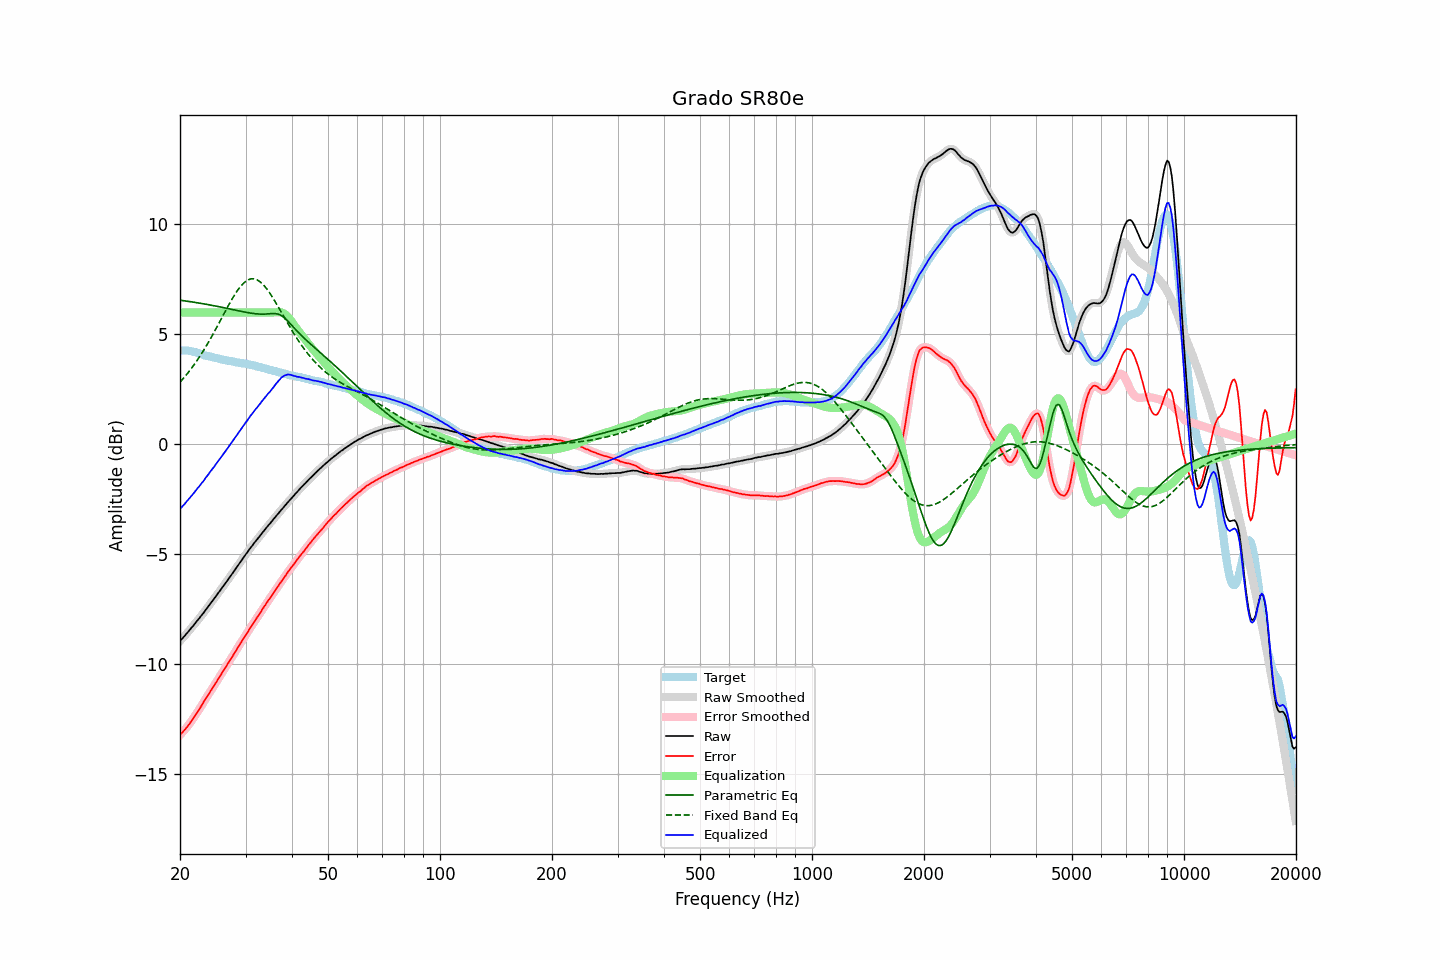 Grado SR80e
Amplitude (dBr)
10
5
0
−5
−10
−15
Target
Raw Smoothed
Error Smoothed
Raw
Error
Equalization
Parametric Eq
Fixed Band Eq
Equalized
20 50 100 200 500 1000 2000 5000 10000 20000
Frequency (Hz)